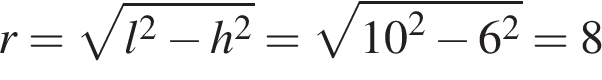 r = √(l² − h²) = √(10² − 6²) = 8